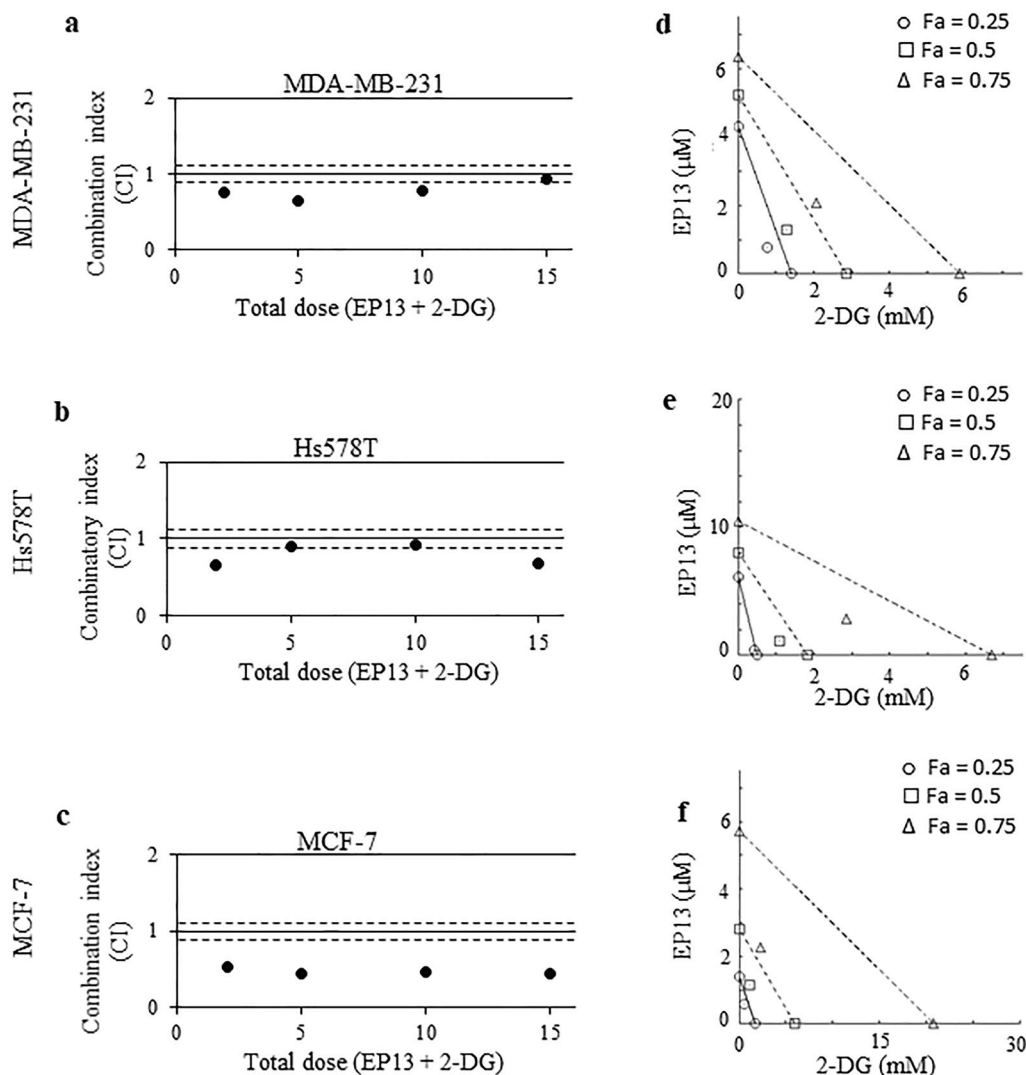 a
MDA-MB-231
MDA-MB-231
Combination index
(CI)
2
1
0
0 5 10 15
Total dose (EP13 + 2-DG)
d
Fa = 0.25
Fa = 0.5
Fa = 0.75
EP13 (µM)
6
4
2
0
0 2 4 6
2-DG (mM)
b
Hs578T
Hs578T
Combinatory index
(CI)
2
1
0
0 5 10 15
Total dose (EP13 + 2-DG)
e
Fa = 0.25
Fa = 0.5
Fa = 0.75
EP13 (µM)
20
10
0
0 2 4 6
2-DG (mM)
c
MCF-7
MCF-7
Combination index
(CI)
2
1
0
0 5 10 15
Total dose (EP13 + 2-DG)
f
Fa = 0.25
Fa = 0.5
Fa = 0.75
EP13 (µM)
6
4
2
0
0 15 30
2-DG (mM)